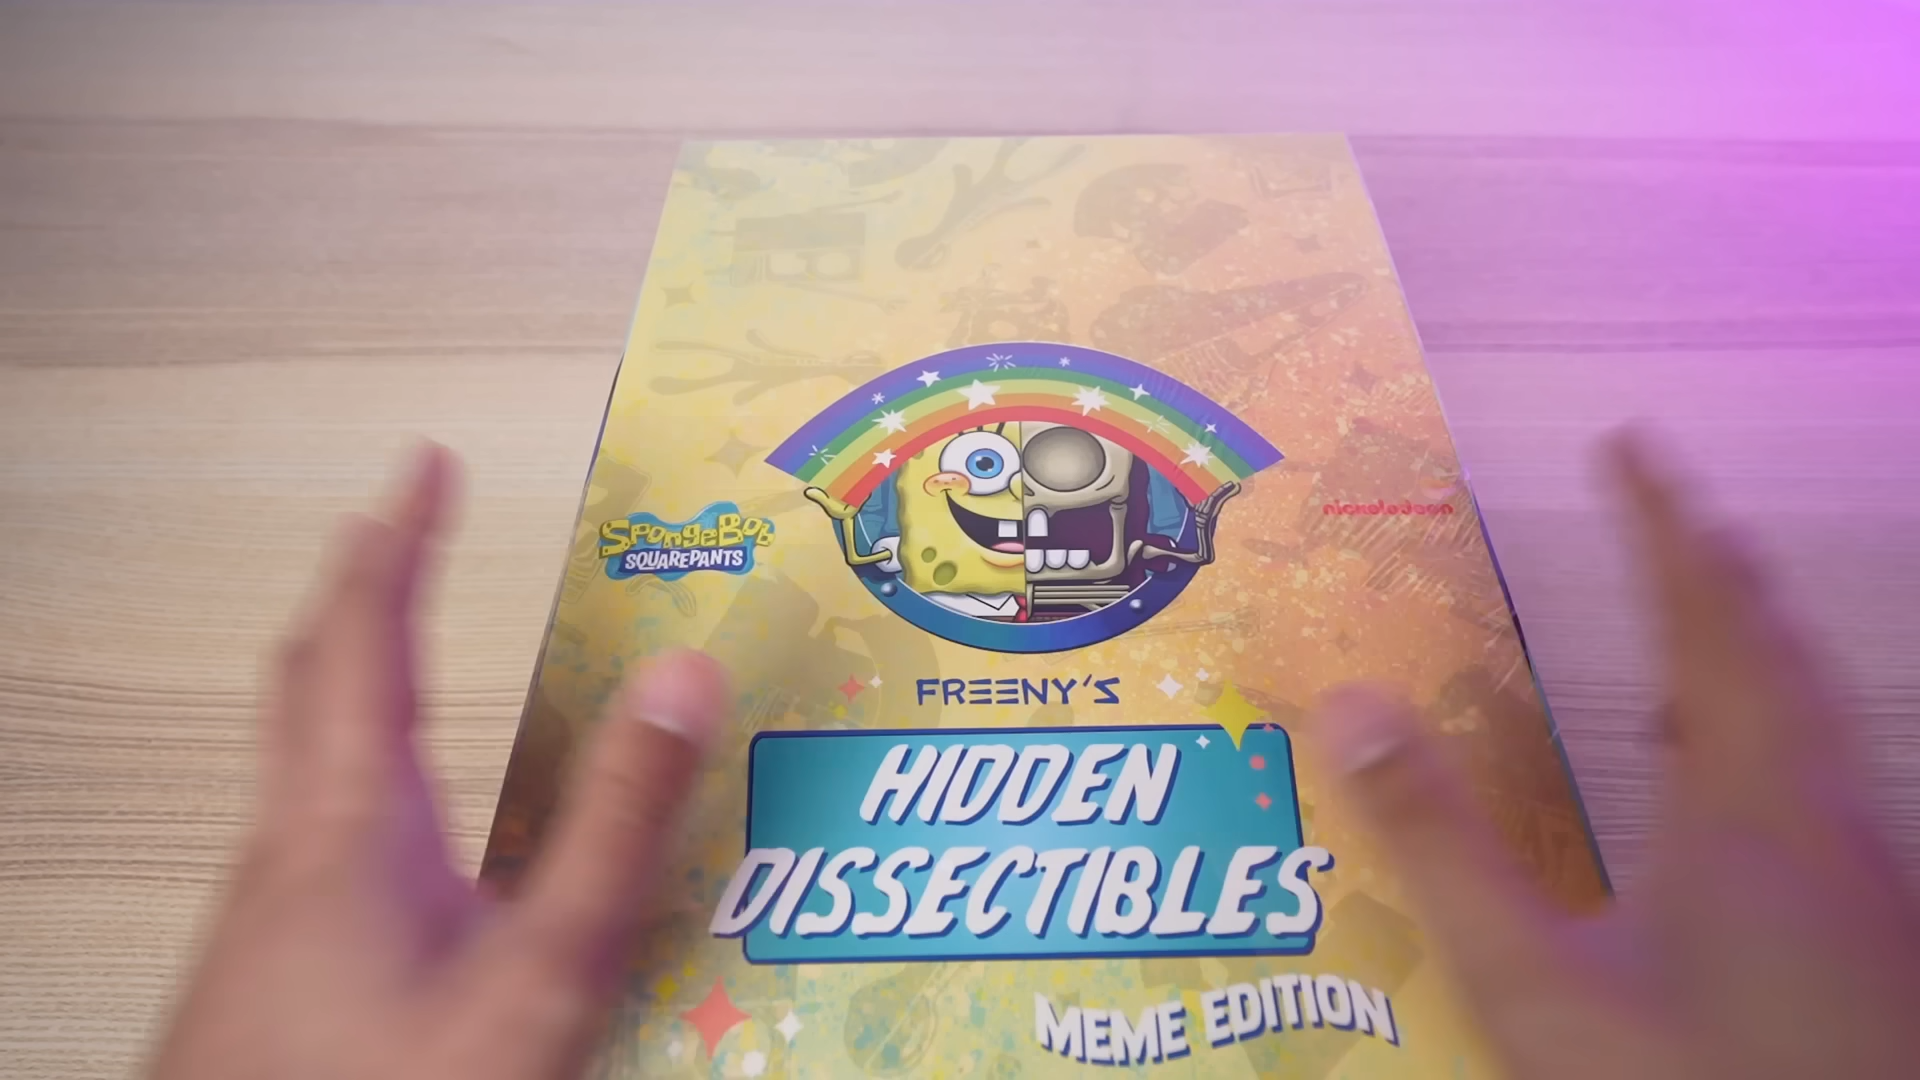 SPONGEBOB
SQUAREPANTS
nickelodeon
FREENY'S
HIDDEN
DISSECTIBLES
MEME EDITION